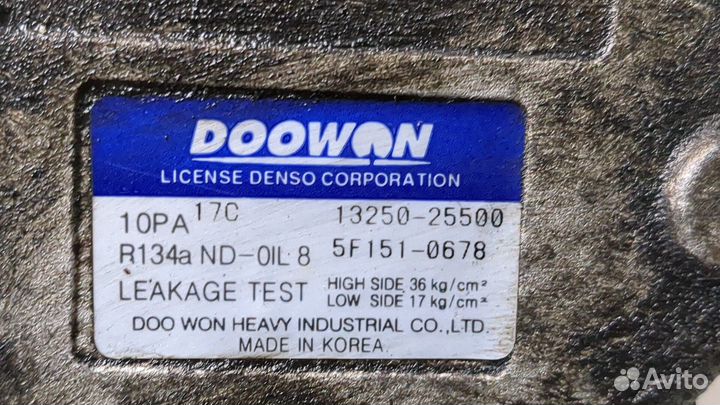 DOOWON
LICENSE DENSO CORPORATION
10PA 17C 13250-25500
R134a ND-OIL 8 5F151-0678
LEAKAGE TEST HIGH SIDE 36 kg/cm²
LOW SIDE 17 kg/cm²
DOO WON HEAVY INDUSTRIAL CO.,LTD.
MADE IN KOREA
Avito